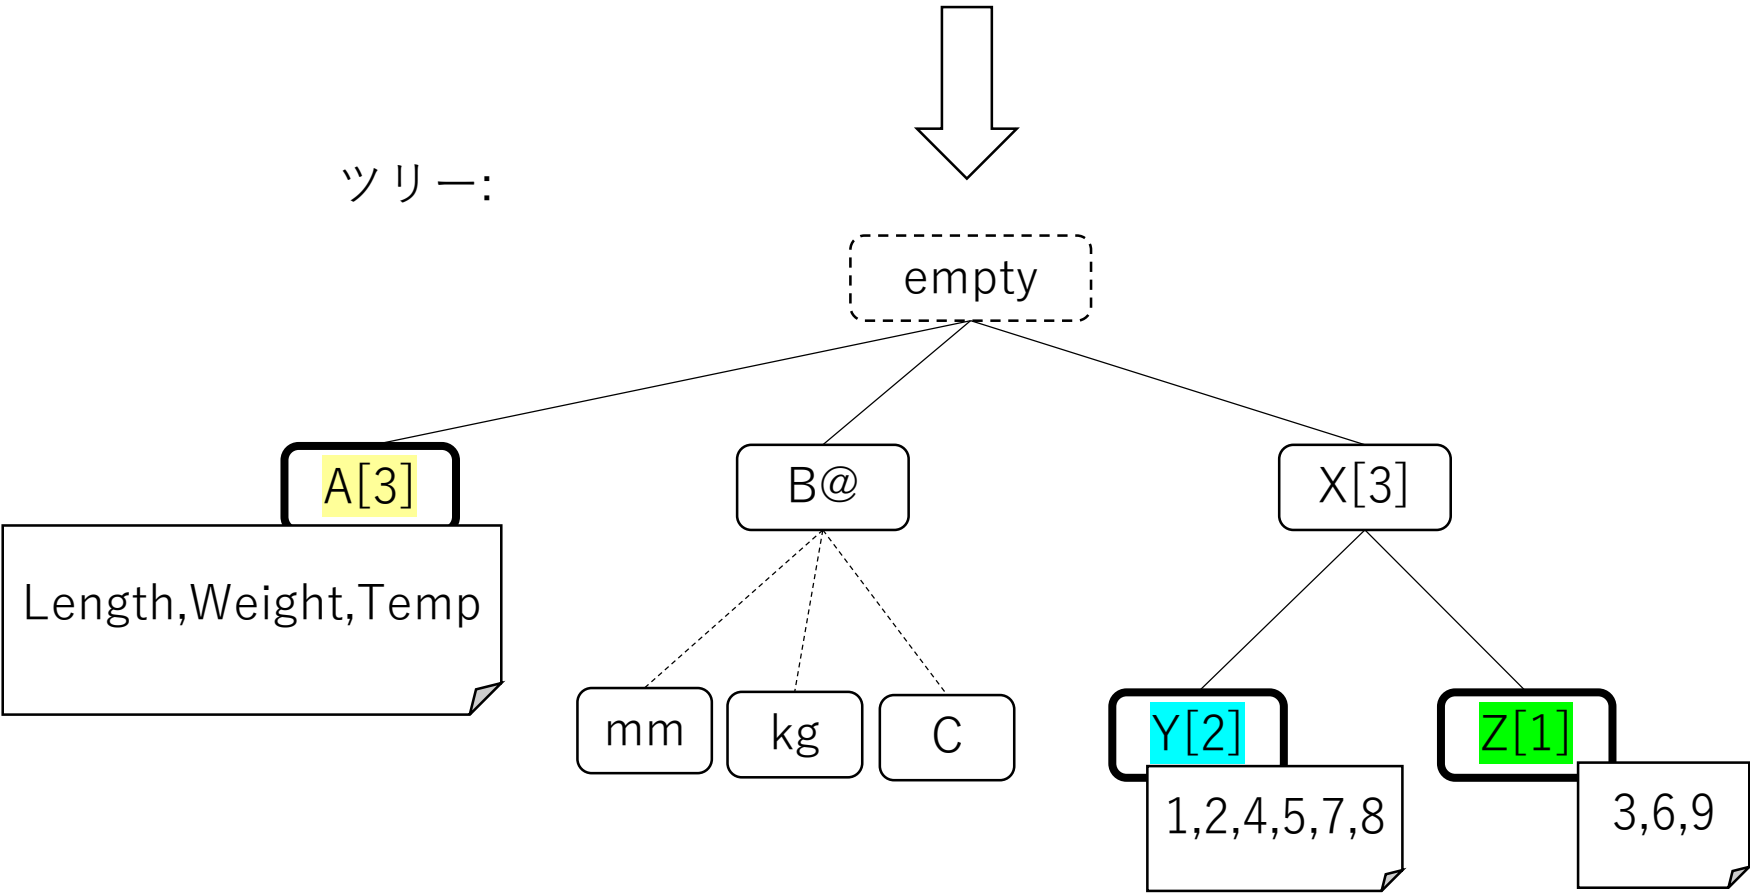 ツリー:
empty
A[3]
B@
X[3]
Length,Weight,Temp
mm
kg
C
Y[2]
Z[1]
1,2,4,5,7,8
3,6,9